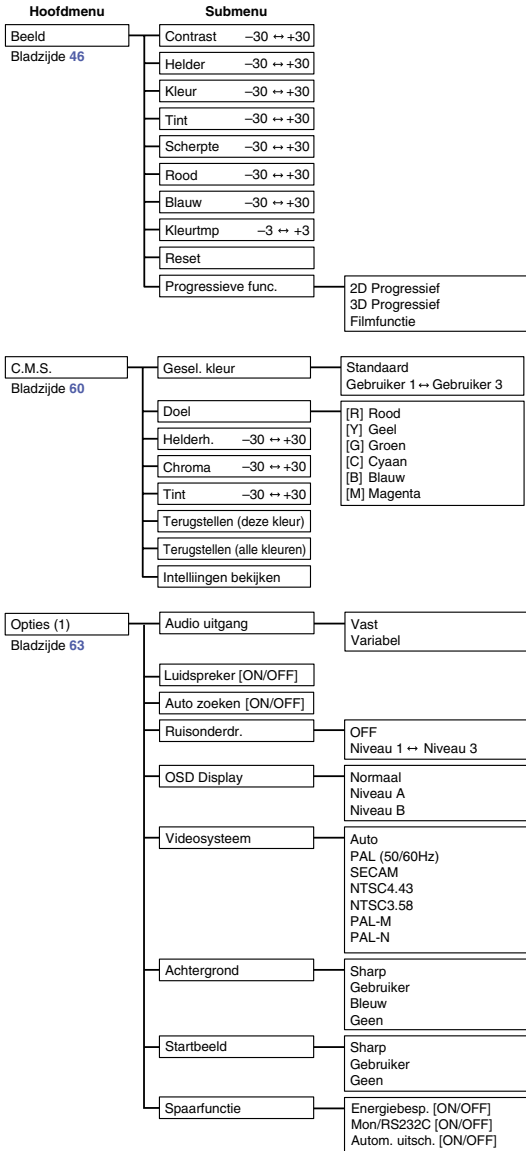 Hoofdmenu Submenu
Beeld
Bladzijde 46
Contrast –30 ↔ +30
Helder –30 ↔ +30
Kleur –30 ↔ +30
Tint –30 ↔ +30
Scherpte –30 ↔ +30
Rood –30 ↔ +30
Blauw –30 ↔ +30
Kleurtmp –3 ↔ +3
Reset
Progressieve func.
2D Progressief
3D Progressief
Filmfunctie
C.M.S.
Bladzijde 60
Gesel. kleur
Standaard
Gebruiker 1 ↔ Gebruiker 3
Doel
[R] Rood
[Y] Geel
[G] Groen
[C] Cyaan
[B] Blauw
[M] Magenta
Helderh. –30 ↔ +30
Chroma –30 ↔ +30
Tint –30 ↔ +30
Terugstellen (deze kleur)
Terugstellen (alle kleuren)
Intelliingen bekijken
Opties (1)
Bladzijde 63
Audio uitgang
Vast
Variabel
Luidspreker [ON/OFF]
Auto zoeken [ON/OFF]
Ruisonderdr.
OFF
Niveau 1 ↔ Niveau 3
OSD Display
Normaal
Niveau A
Niveau B
Videosysteem
Auto
PAL (50/60Hz)
SECAM
NTSC4.43
NTSC3.58
PAL-M
PAL-N
Achtergrond
Sharp
Gebruiker
Bleuw
Geen
Startbeeld
Sharp
Gebruiker
Geen
Spaarfunctie
Energiebesp. [ON/OFF]
Mon/RS232C [ON/OFF]
Autom. uitsch. [ON/OFF]